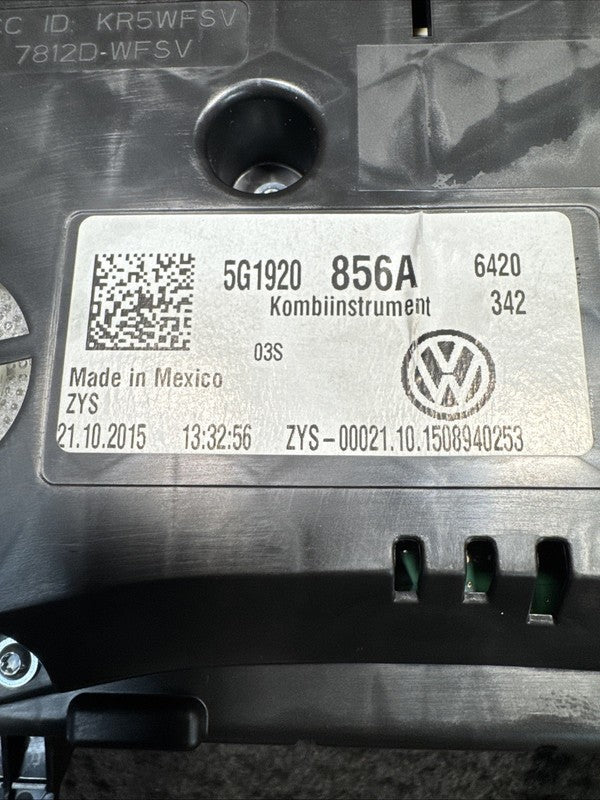 CC ID: KR5WFSV
7812D-WFSV
5G1920 856A 6420
Kombiinstrument 342
03S
Made in Mexico
ZYS
21.10.2015 13:32:56 ZYS-00021.10.1508940253